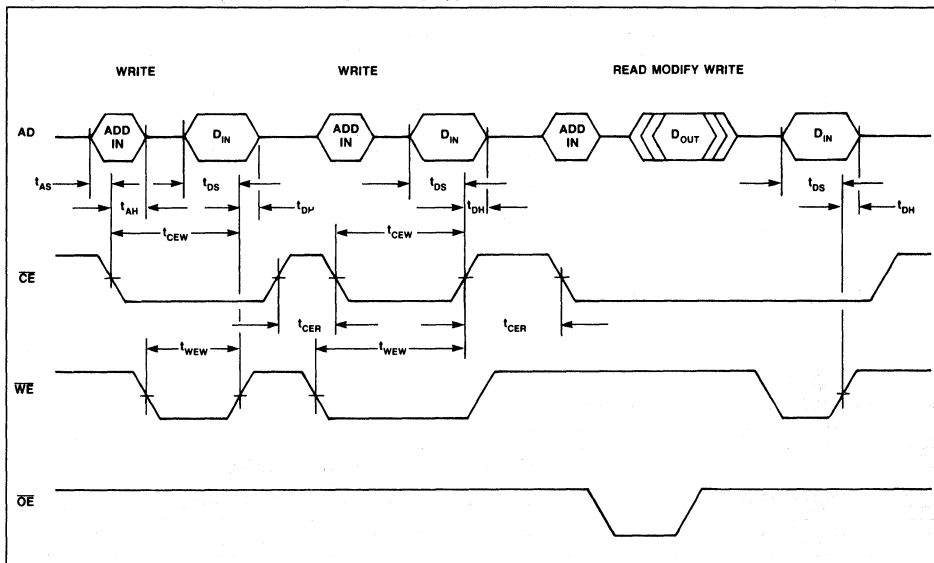 WRITE WRITE READ MODIFY WRITE
AD ADD IN D_IN ADD IN D_IN ADD IN D_OUT D_IN
t_AS t_DS t_DS t_DS
t_AH t_DH t_DH t_DH
t_CEW t_CEW
CE
t_CER t_CER
t_WEW t_WEW
WE
OE